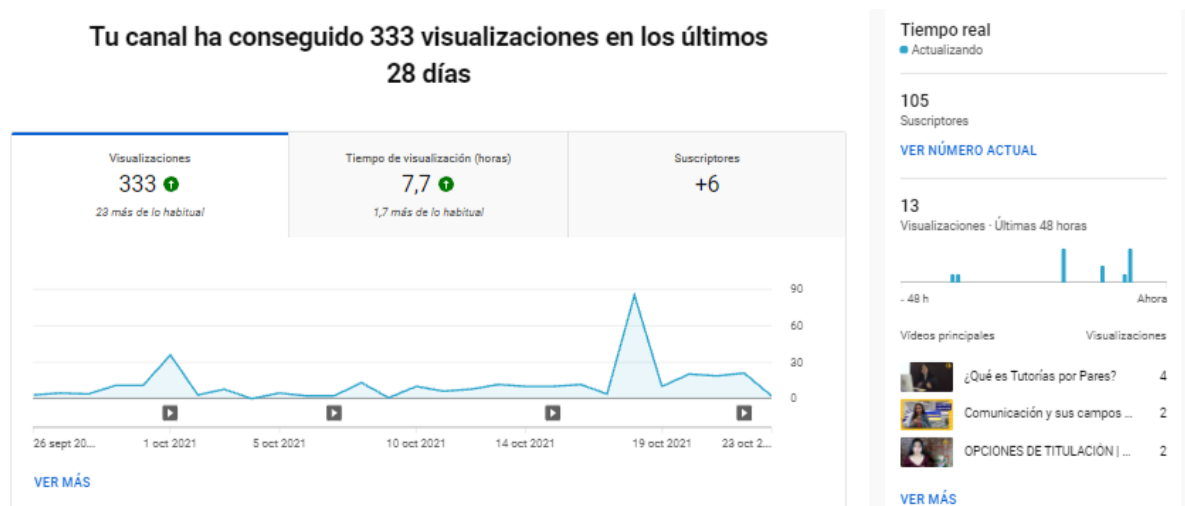 Tu canal ha conseguido 333 visualizaciones en los últimos
28 días
Visualizaciones
333
23 más de lo habitual
Tiempo de visualización (horas)
7,7
1,7 más de lo habitual
Suscriptores
+6
90
60
30
0
26 sept 20...
1 oct 2021
5 oct 2021
10 oct 2021
14 oct 2021
19 oct 2021
23 oct 2...
VER MÁS
Tiempo real
Actualizando
105
Suscriptores
VER NÚMERO ACTUAL
13
Visualizaciones · Últimas 48 horas
- 48 h
Ahora
Vídeos principales
Visualizaciones
¿Qué es Tutorías por Pares? 4
Comunicación y sus campos ... 2
OPCIONES DE TITULACIÓN | ... 2
VER MÁS